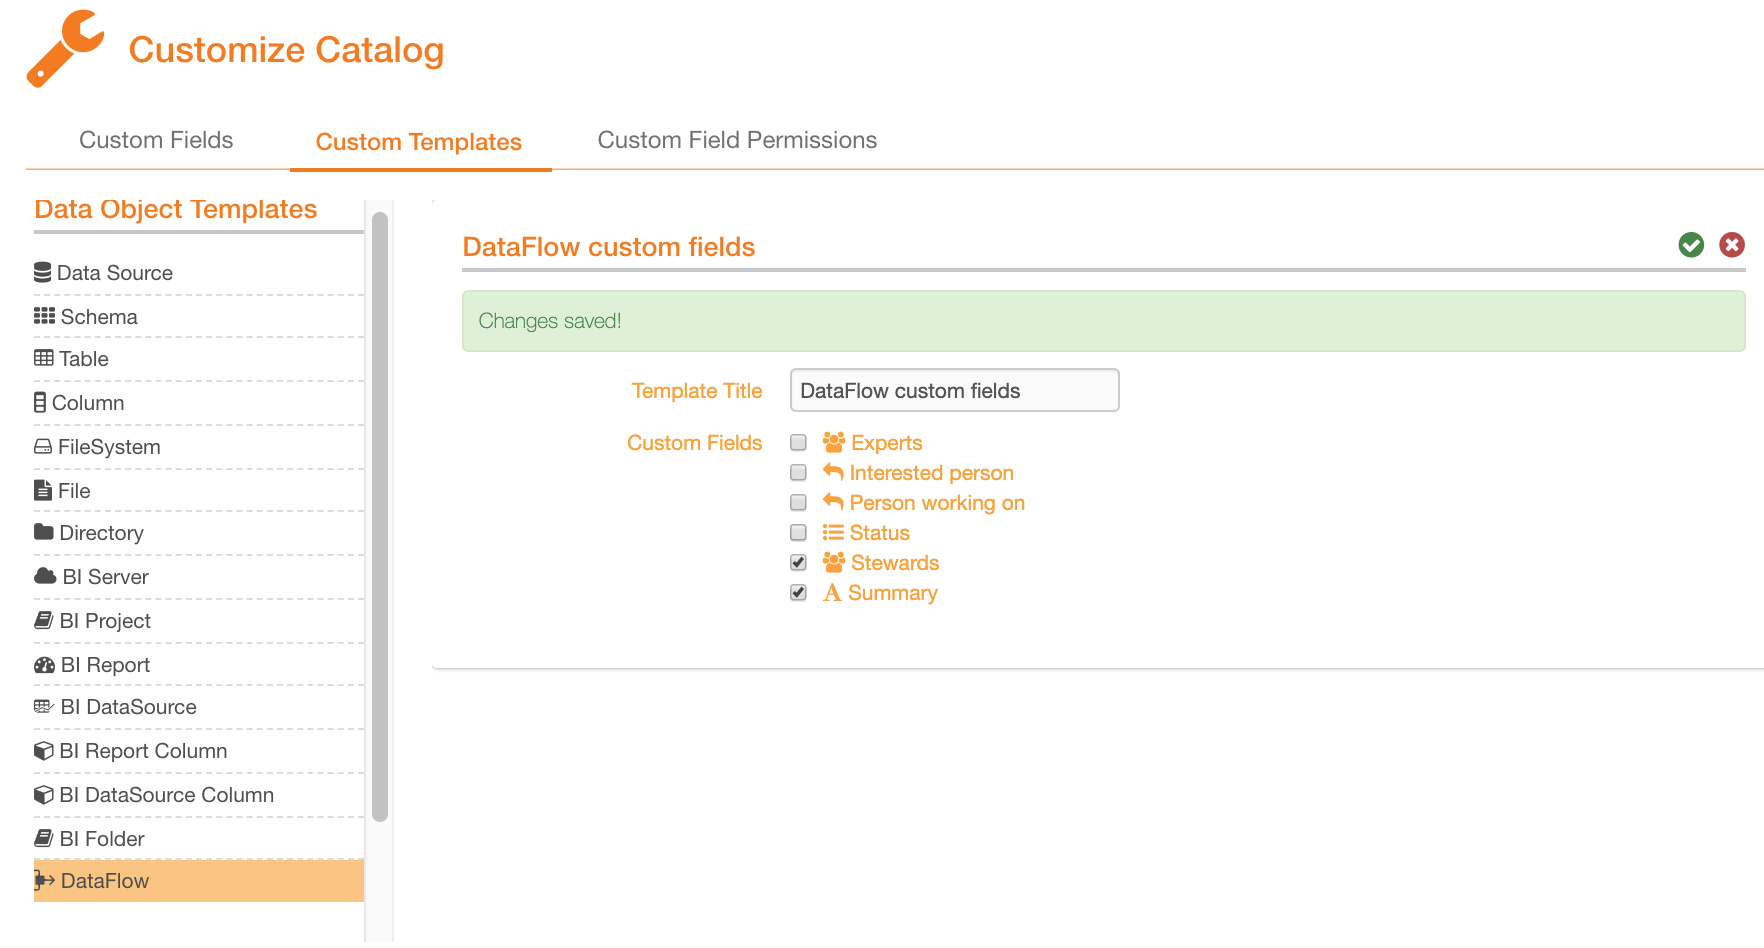 Customize Catalog
Custom Fields
Custom Templates
Custom Field Permissions
Data Object Templates
Data Source
Schema
Table
Column
FileSystem
File
Directory
BI Server
BI Project
BI Report
BI DataSource
BI Report Column
BI DataSource Column
BI Folder
DataFlow
DataFlow custom fields
Changes saved!
Template Title
DataFlow custom fields
Custom Fields
Experts
Interested person
Person working on
Status
Stewards
Summary